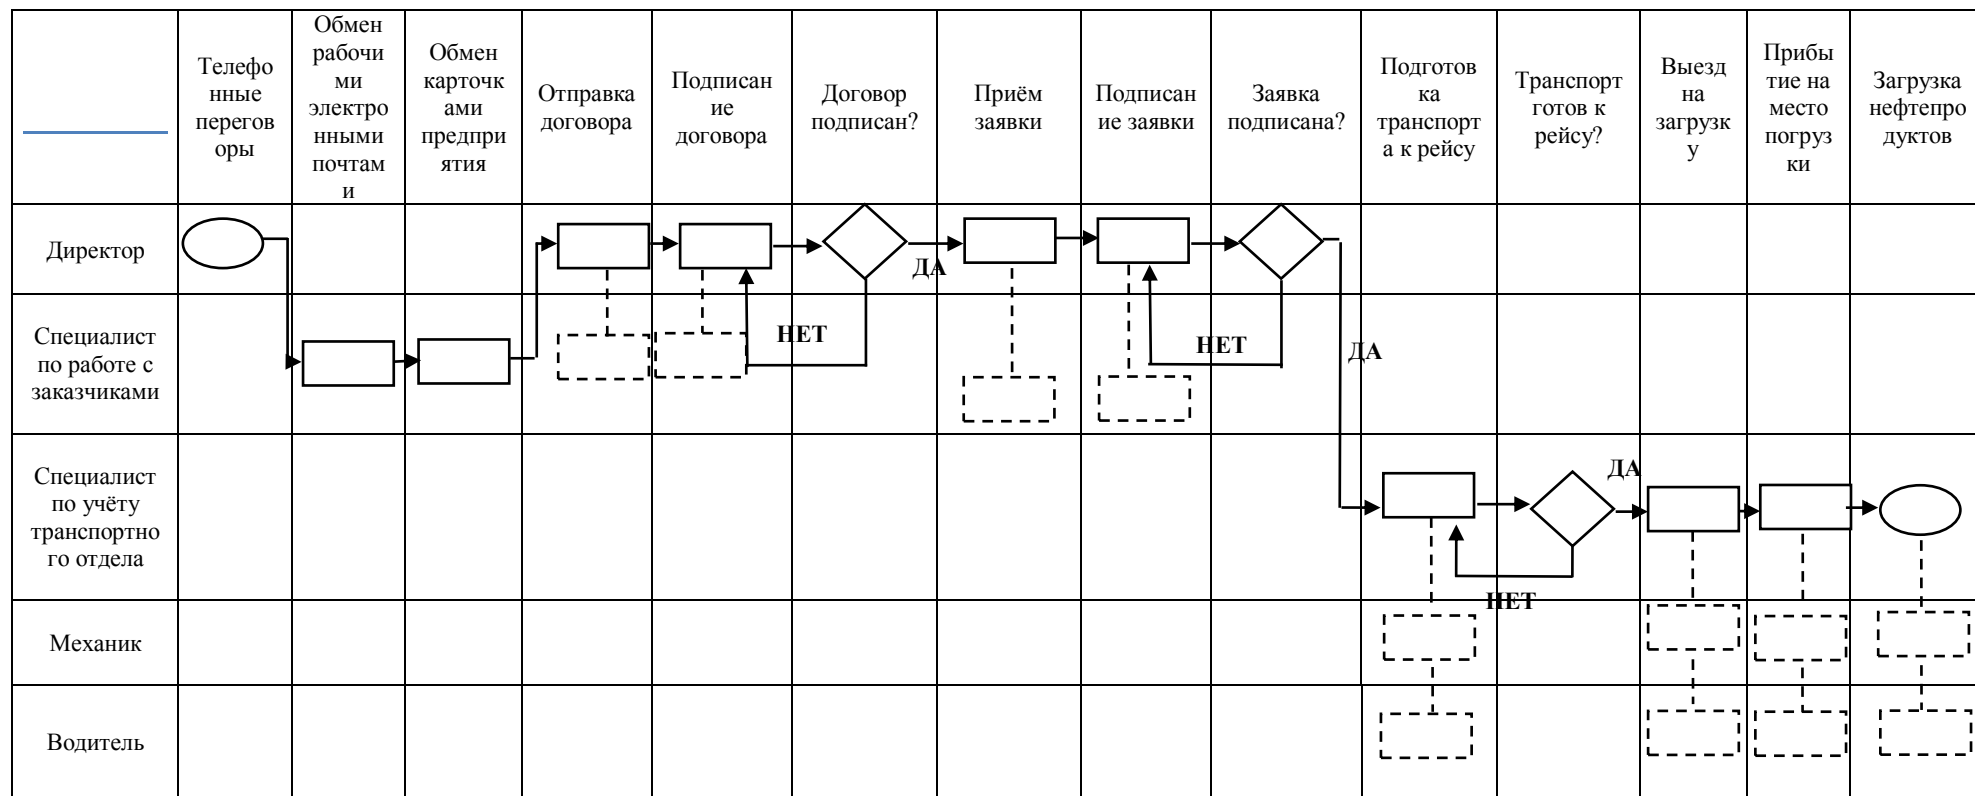 Телефо
нные
перегов
оры
Обмен
рабочи
ми
электро
нными
почтам
и
Обмен
карточк
ами
предпри
ятия
Отправка
договора
Подписан
ие
договора
Договор
подписан?
Приём
заявки
Подписан
ие заявки
Заявка
подписана?
Подготов
ка
транспорт
а к рейсу
Транспорт
готов к
рейсу?
Выезд
на
загрузк
у
Прибы
тие на
место
погруз
ки
Загрузка
нефтепро
дуктов
Директор
ДА
Специалист
по работе с
заказчиками
НЕТ
НЕТ
ДА
Специалист
по учёту
транспортно
го отдела
ДА
НЕТ
Механик
Водитель